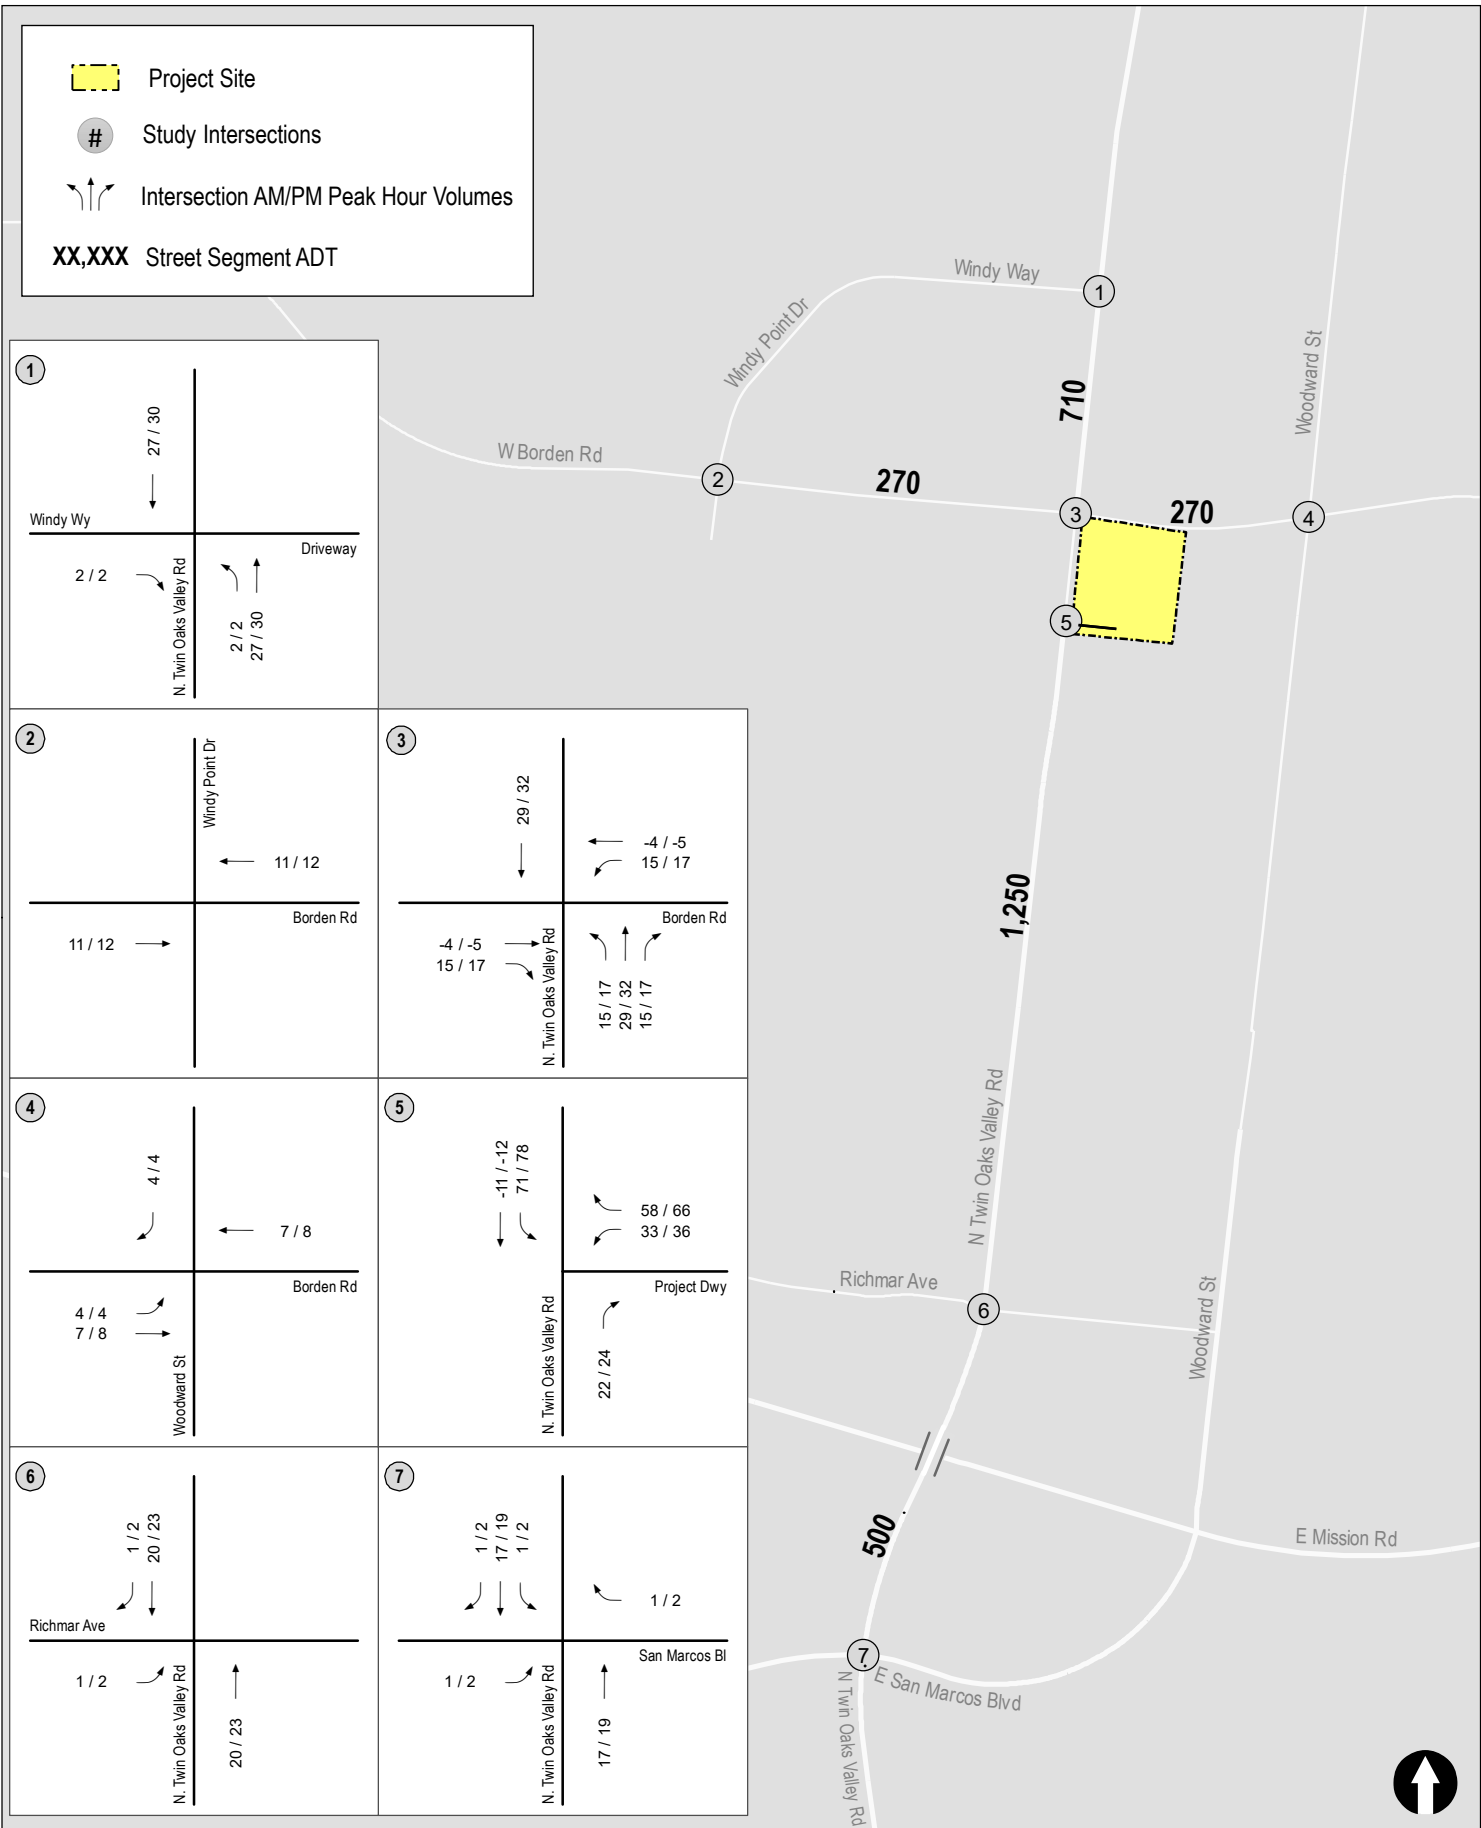 Project Site
# Study Intersections
Intersection AM/PM Peak Hour Volumes
XX,XXX Street Segment ADT
Windy Way
1
Windy Point Dr
710
Woodward St
W Borden Rd
2
270
3
270
4
5
1,250
N Twin Oaks Valley Rd
Richmar Ave
6
Woodward St
500
E Mission Rd
7
E San Marcos Blvd
N Twin Oaks Valley Rd
1
27 / 30
Windy Wy
Driveway
2 / 2
N. Twin Oaks Valley Rd
2 / 2
27 / 30
2
Windy Point Dr
11 / 12
Borden Rd
11 / 12
3
29 / 32
-4 / -5
15 / 17
Borden Rd
-4 / -5
15 / 17
N. Twin Oaks Valley Rd
15 / 17
29 / 32
15 / 17
4
4 / 4
7 / 8
Borden Rd
4 / 4
7 / 8
Woodward St
5
-11 / -12
71 / 78
58 / 66
33 / 36
Project Dwy
N. Twin Oaks Valley Rd
22 / 24
6
1 / 2
20 / 23
Richmar Ave
1 / 2
N. Twin Oaks Valley Rd
20 / 23
7
1 / 2
17 / 19
1 / 2
1 / 2
San Marcos Bl
1 / 2
N. Twin Oaks Valley Rd
17 / 19